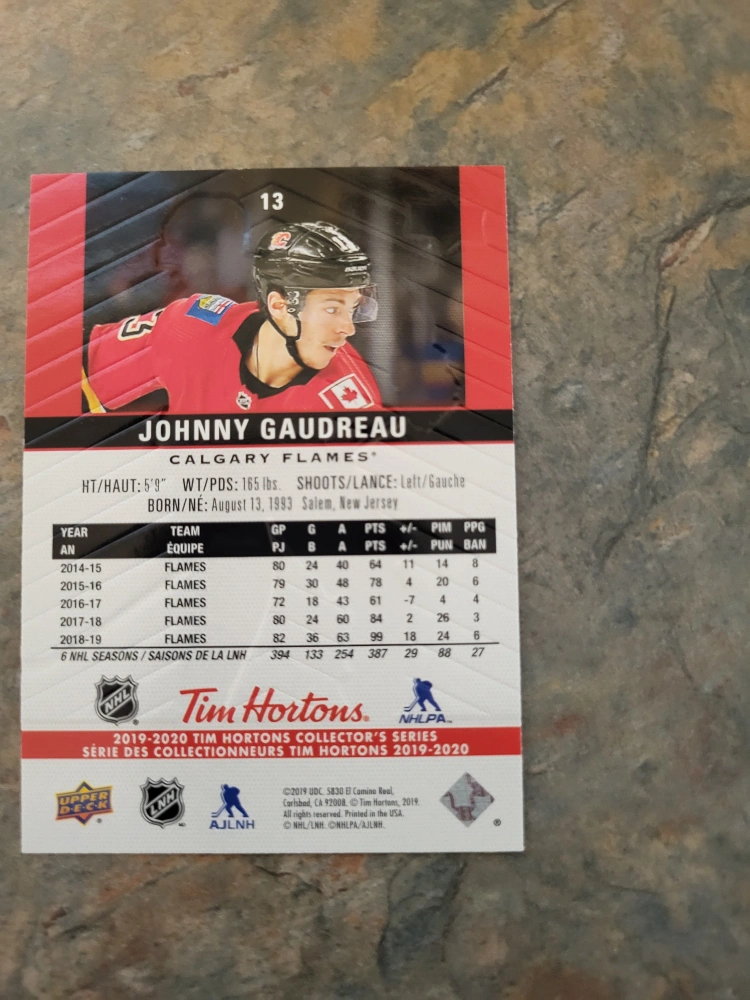 13
JOHNNY GAUDREAU
CALGARY FLAMES®
HT/HAUT: 5'9" WT/PDS: 165 lbs. SHOOTS/LANCE: Left/Gauche
BORN/NÉ: August 13, 1993 Salem, New Jersey
YEAR TEAM GP G A PTS +/- PIM PPG
AN ÉQUIPE PJ B A PTS +/- PUN BAN
2014-15 FLAMES 80 24 40 64 11 14 8
2015-16 FLAMES 79 30 48 78 4 20 6
2016-17 FLAMES 72 18 43 61 -7 4 4
2017-18 FLAMES 80 24 60 84 2 26 3
2018-19 FLAMES 82 36 63 99 18 24 6
6 NHL SEASONS / SAISONS DE LA LNH 394 133 254 387 29 88 27
NHL Tim Hortons® NHLPA™
2019-2020 TIM HORTONS COLLECTOR'S SERIES
SÉRIE DES COLLECTIONNEURS TIM HORTONS 2019-2020
UPPER
D·E·C·K
LNH
AJLNH
©2019 UDC, 5830 El Camino Real,
Carlsbad, CA 92008. © Tim Hortons, 2019.
All rights reserved. Printed in the USA.
© NHL/LNH. ©NHLPA/AJLNH.
®